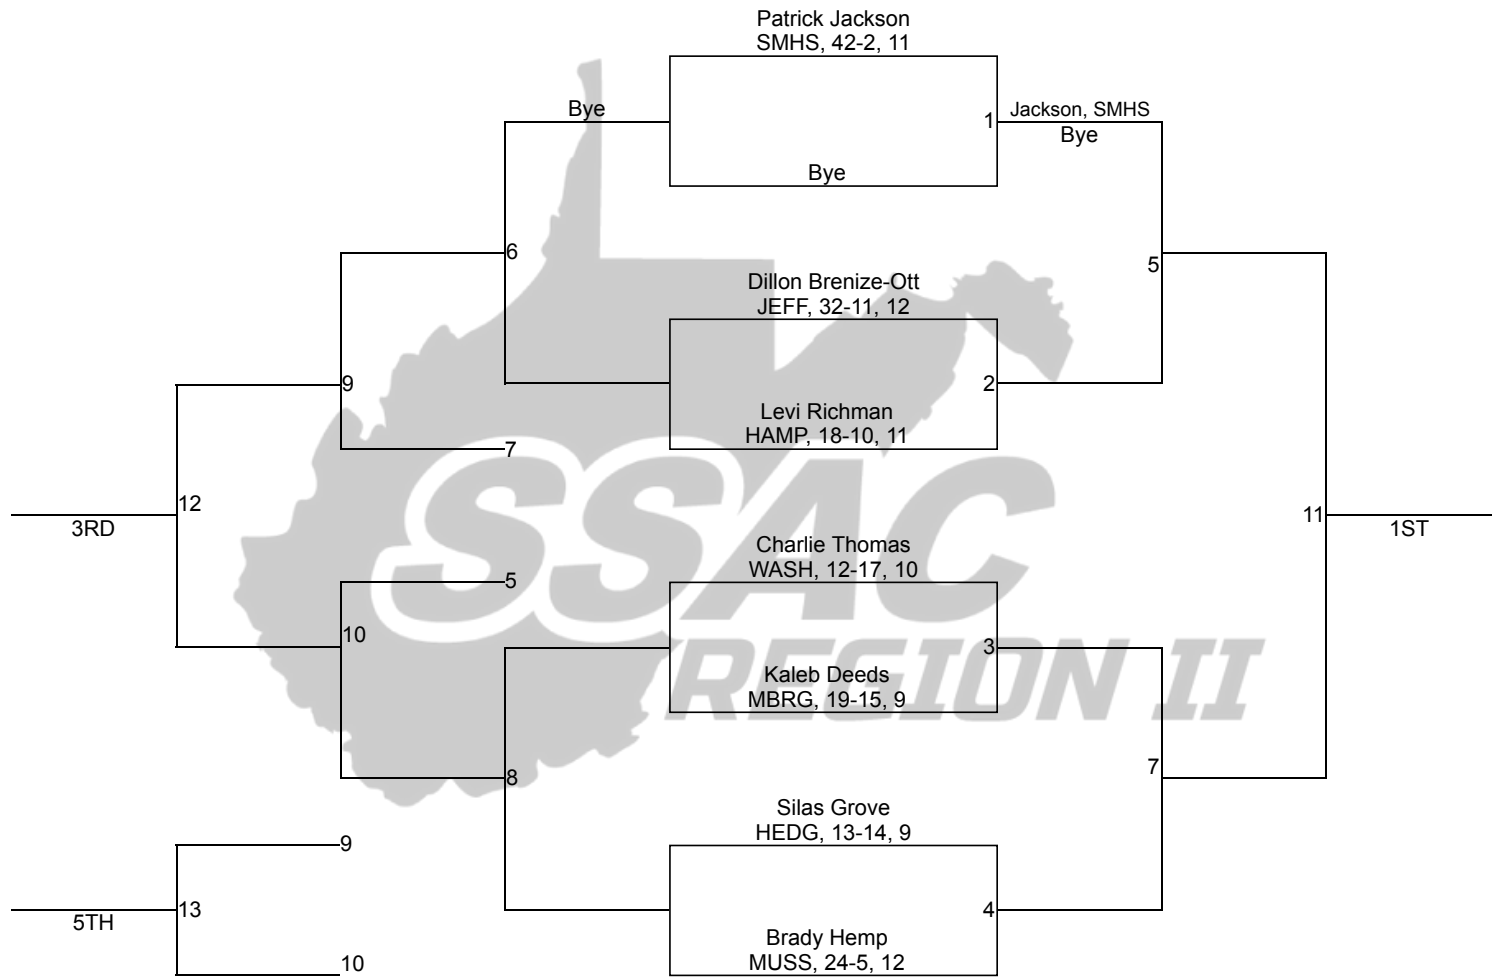 Patrick Jackson
SMHS, 42-2, 11
Bye
1
Jackson, SMHS
Bye
Bye
6
5
Dillon Brenize-Ott
JEFF, 32-11, 12
9
2
Levi Richman
HAMP, 18-10, 11
7
12
3RD
11
1ST
SSAC
REGION II
Charlie Thomas
WASH, 12-17, 10
5
10
3
Kaleb Deeds
MBRG, 19-15, 9
8
7
Silas Grove
HEDG, 13-14, 9
9
13
5TH
4
Brady Hemp
MUSS, 24-5, 12
10